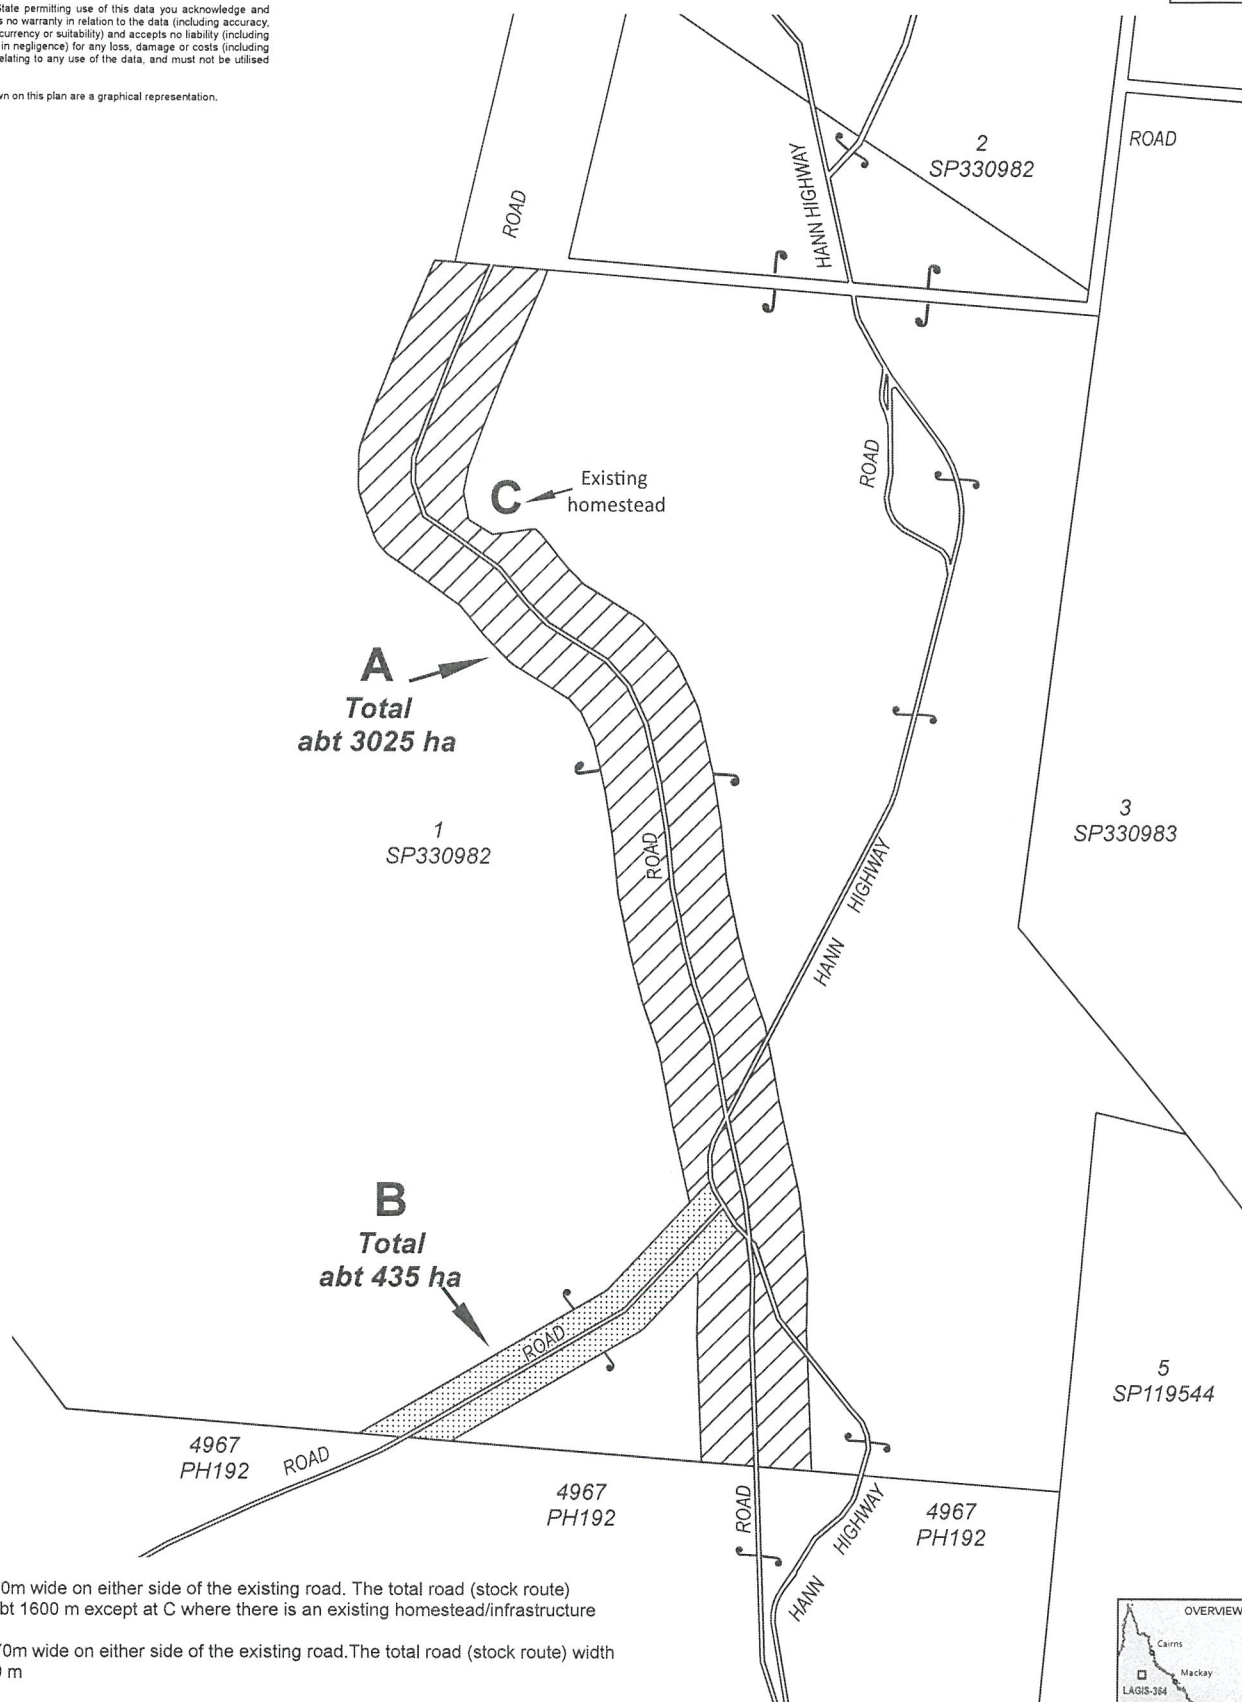 State permitting use of this data you acknowledge and
s no warranty in relation to the data (including accuracy,
currency or suitability) and accepts no liability (including
in negligence) for any loss, damage or costs (including
elating to any use of the data, and must not be utilised
wn on this plan are a graphical representation.
ROAD
HANN HIGHWAY
2
SP330982
ROAD
ROAD
C
Existing
homestead
A
Total
abt 3025 ha
1
SP330982
ROAD
HANN HIGHWAY
3
SP330983
B
Total
abt 435 ha
ROAD
5
SP119544
4967
PH192
ROAD
4967
PH192
ROAD
HANN HIGHWAY
4967
PH192
0m wide on either side of the existing road. The total road (stock route)
bt 1600 m except at C where there is an existing homestead/infrastructure
0m wide on either side of the existing road.The total road (stock route) width
m
OVERVIEW
Cairns
Mackay
LAGIS-364